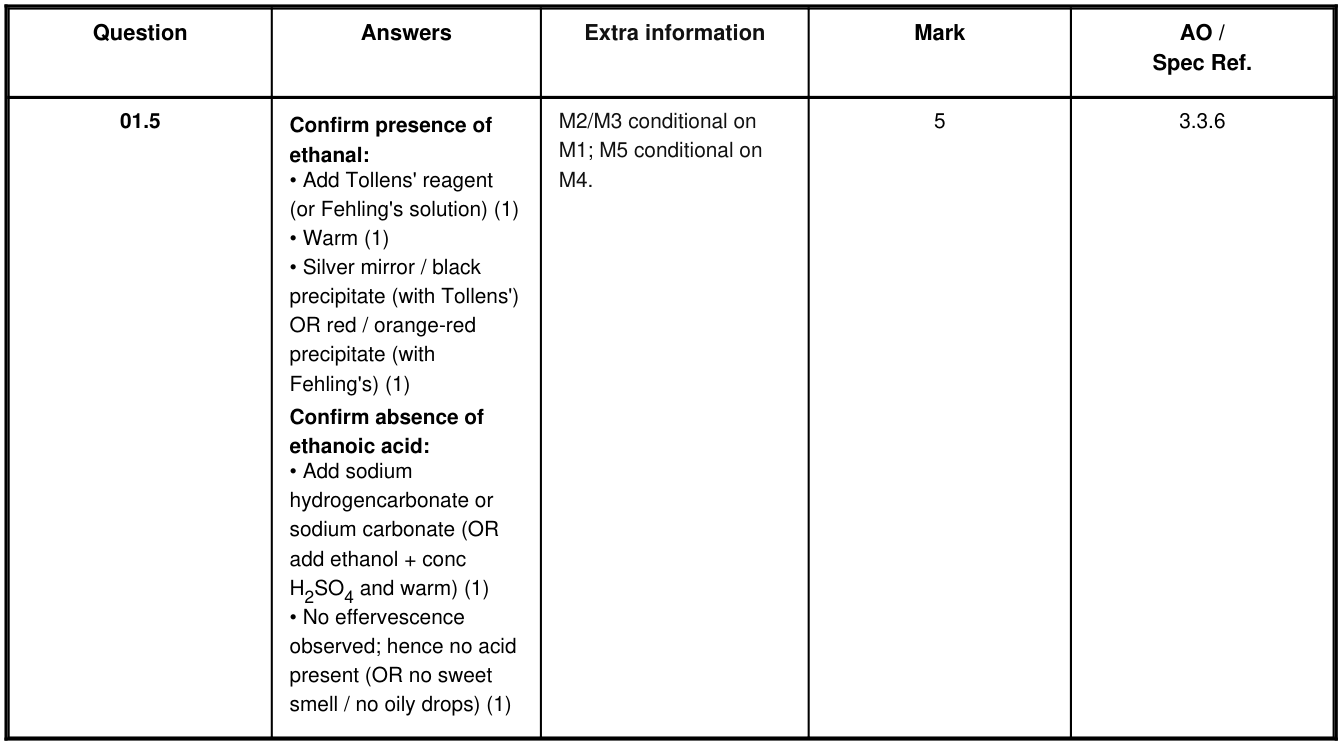 Question
Answers
Extra information
Mark
AO /
Spec Ref.
01.5
Confirm presence of
ethanal:
• Add Tollens' reagent
(or Fehling's solution) (1)
• Warm (1)
• Silver mirror / black
precipitate (with Tollens')
OR red / orange-red
precipitate (with
Fehling's) (1)
Confirm absence of
ethanoic acid:
• Add sodium
hydrogencarbonate or
sodium carbonate (OR
add ethanol + conc
H₂SO₄ and warm) (1)
• No effervescence
observed; hence no acid
present (OR no sweet
smell / no oily drops) (1)
M2/M3 conditional on
M1; M5 conditional on
M4.
5
3.3.6